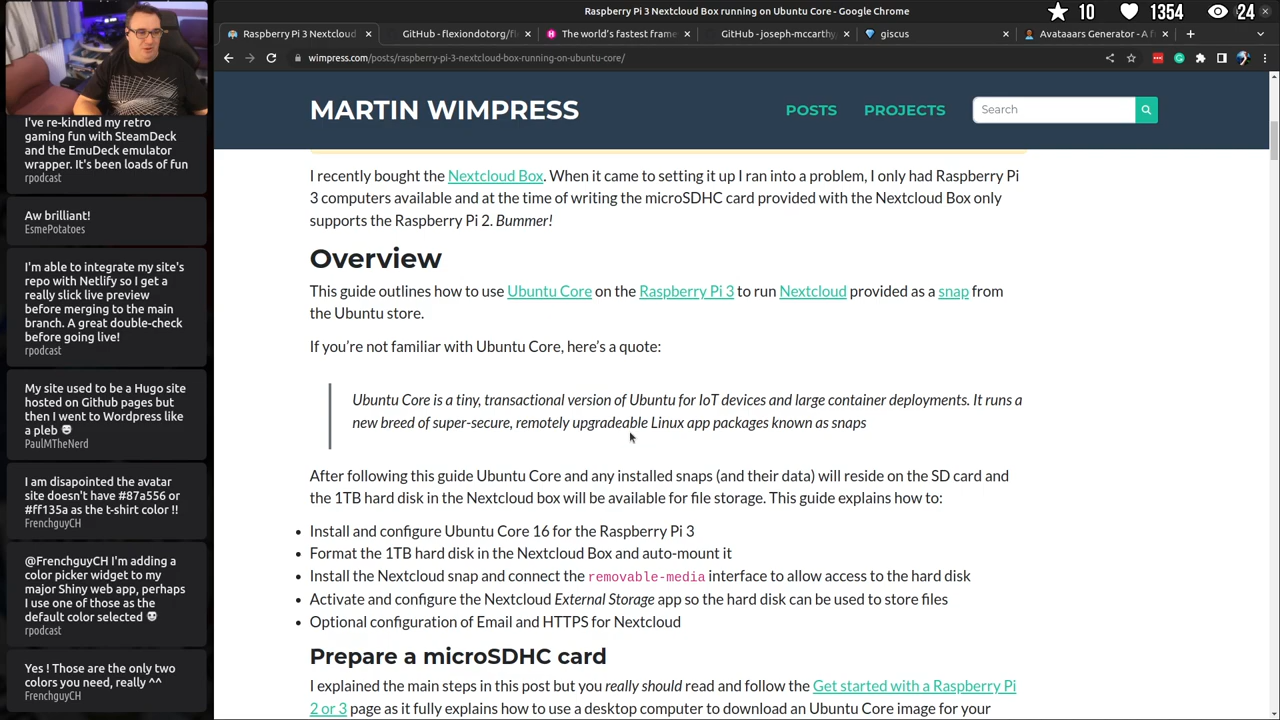 Raspberry Pi 3 Nextcloud Box running on Ubuntu Core - Google Chrome
10
1354
24
Raspberry Pi 3 Nextcloud
GitHub - flexiondotorg/fl
The world's fastest frame
GitHub - joseph-mccarthy
giscus
Avataaars Generator - A f
wimpress.com/posts/raspberry-pi-3-nextcloud-box-running-on-ubuntu-core/
I've re-kindled my retro
gaming fun with SteamDeck
and the EmuDeck emulator
wrapper. It's been loads of fun
rpodcast
Aw brilliant!
EsmePotatoes
I'm able to integrate my site's
repo with Netlify so I get a
really slick live preview
before merging to the main
branch. A great double-check
before going live!
rpodcast
My site used to be a Hugo site
hosted on Github pages but
then I went to Wordpress like
a pleb
PaulMTheNerd
I am disapointed the avatar
site doesn't have #87a556 or
#ff135a as the t-shirt color !!
FrenchguyCH
@FrenchguyCH I'm adding a
color picker widget to my
major Shiny web app, perhaps
I use one of those as the
default color selected
rpodcast
Yes ! Those are the only two
colors you need, really ^^
FrenchguyCH
MARTIN WIMPRESS
POSTS
PROJECTS
Search
I recently bought the Nextcloud Box. When it came to setting it up I ran into a problem, I only had Raspberry Pi
3 computers available and at the time of writing the microSDHC card provided with the Nextcloud Box only
supports the Raspberry Pi 2. Bummer!
Overview
This guide outlines how to use Ubuntu Core on the Raspberry Pi 3 to run Nextcloud provided as a snap from
the Ubuntu store.
If you're not familiar with Ubuntu Core, here's a quote:
Ubuntu Core is a tiny, transactional version of Ubuntu for IoT devices and large container deployments. It runs a
new breed of super-secure, remotely upgradeable Linux app packages known as snaps
After following this guide Ubuntu Core and any installed snaps (and their data) will reside on the SD card and
the 1TB hard disk in the Nextcloud box will be available for file storage. This guide explains how to:
• Install and configure Ubuntu Core 16 for the Raspberry Pi 3
• Format the 1TB hard disk in the Nextcloud Box and auto-mount it
• Install the Nextcloud snap and connect the removable-media interface to allow access to the hard disk
• Activate and configure the Nextcloud External Storage app so the hard disk can be used to store files
• Optional configuration of Email and HTTPS for Nextcloud
Prepare a microSDHC card
I explained the main steps in this post but you really should read and follow the Get started with a Raspberry Pi
2 or 3 page as it fully explains how to use a desktop computer to download an Ubuntu Core image for your